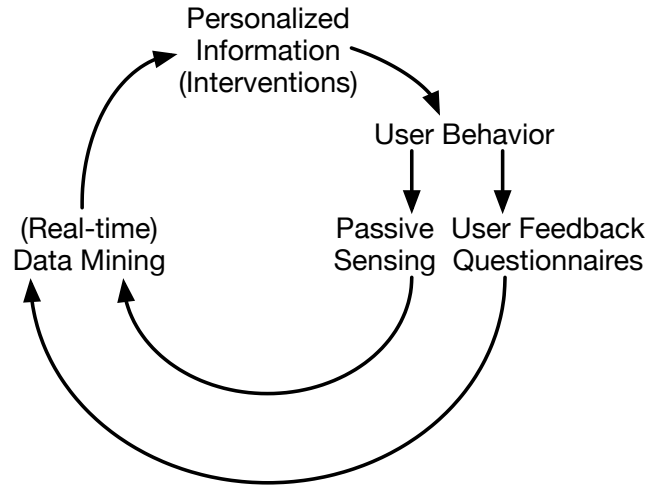 Personalized
Information
(Interventions)
User Behavior
(Real-time)
Data Mining
Passive
Sensing
User Feedback
Questionnaires